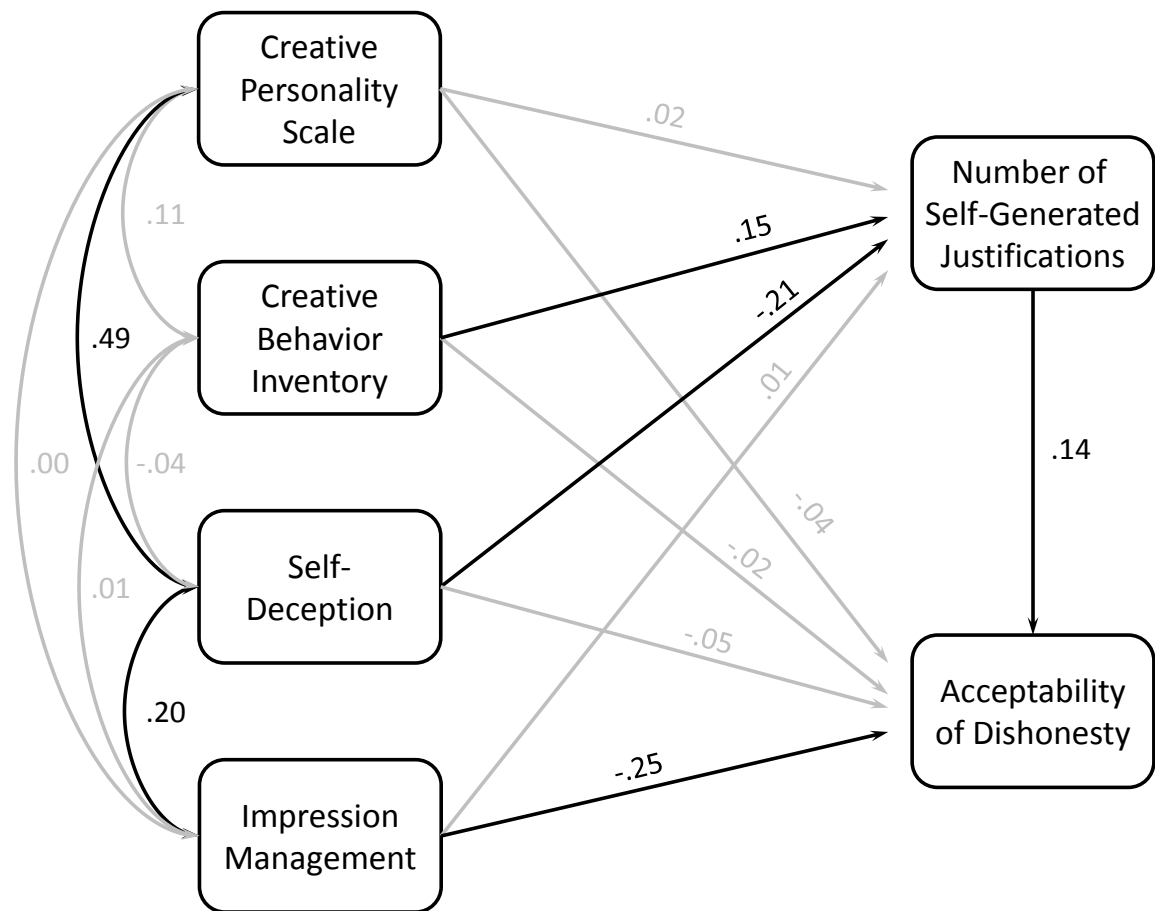 Creative
Personality
Scale
.02
Number of
Self-Generated
Justifications
.11
.15
Creative
Behavior
Inventory
-.21
.49
.01
.00
-.04
.14
-.04
-.02
Self-
Deception
.01
-.05
.20
Acceptability
of Dishonesty
-.25
Impression
Management